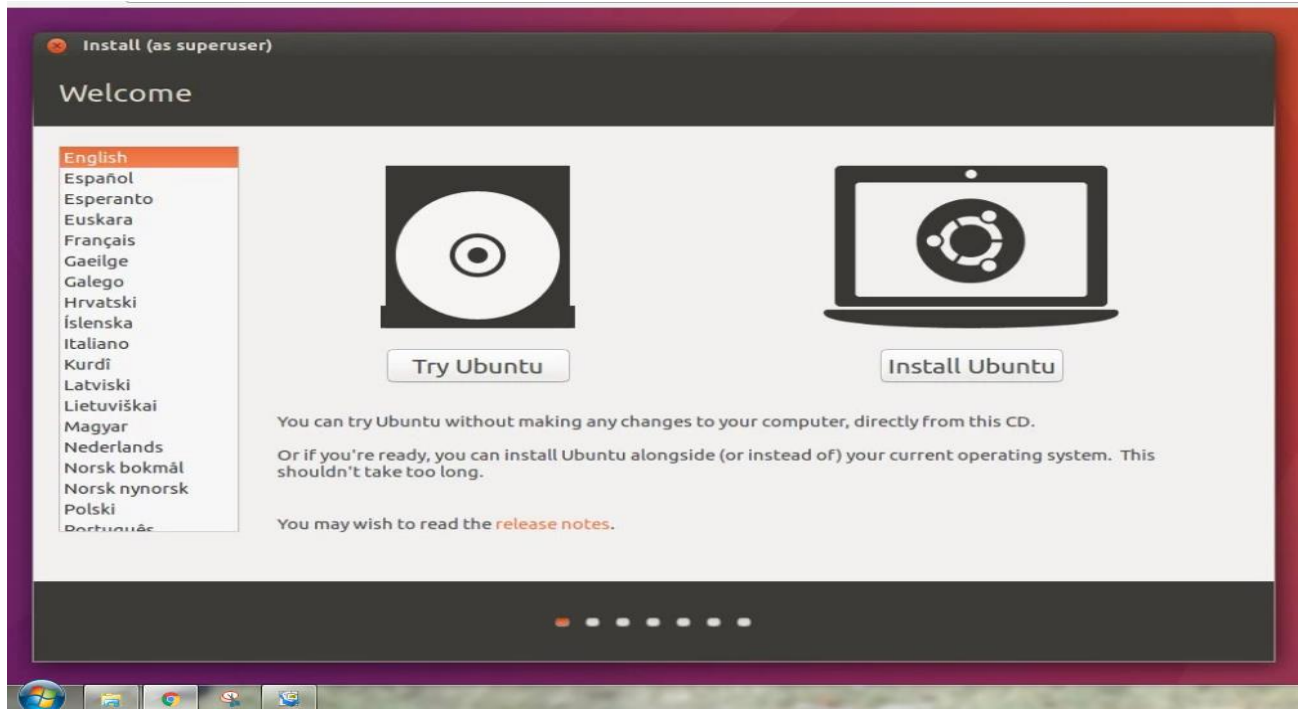 Install (as superuser)
Welcome
English
Español
Esperanto
Euskara
Français
Gaeilge
Galego
Hrvatski
Íslenska
Italiano
Kurdî
Latviski
Lietuviškai
Magyar
Nederlands
Norsk bokmål
Norsk nynorsk
Polski
Português
Try Ubuntu
Install Ubuntu
You can try Ubuntu without making any changes to your computer, directly from this CD.
Or if you're ready, you can install Ubuntu alongside (or instead of) your current operating system. This
shouldn't take too long.
You may wish to read the release notes.